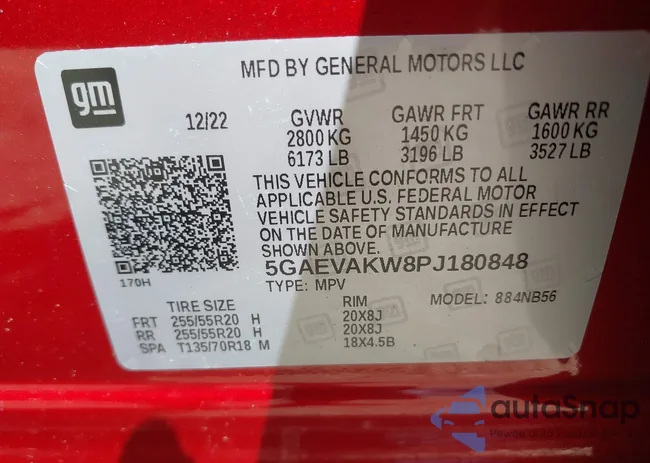 gm
MFD BY GENERAL MOTORS LLC
12/22 GVWR GAWR FRT GAWR RR
2800 KG 1450 KG 1600 KG
6173 LB 3196 LB 3527 LB
THIS VEHICLE CONFORMS TO ALL
APPLICABLE U.S. FEDERAL MOTOR
VEHICLE SAFETY STANDARDS IN EFFECT
ON THE DATE OF MANUFACTURE
SHOWN ABOVE.
170H
5GAEVAKW8PJ180848
TYPE: MPV MODEL: 884NB56
TIRE SIZE RIM
FRT 255/55R20 H 20X8J
RR 255/55R20 H 20X8J
SPA T135/70R18 M 18X4.5B
autoSnap